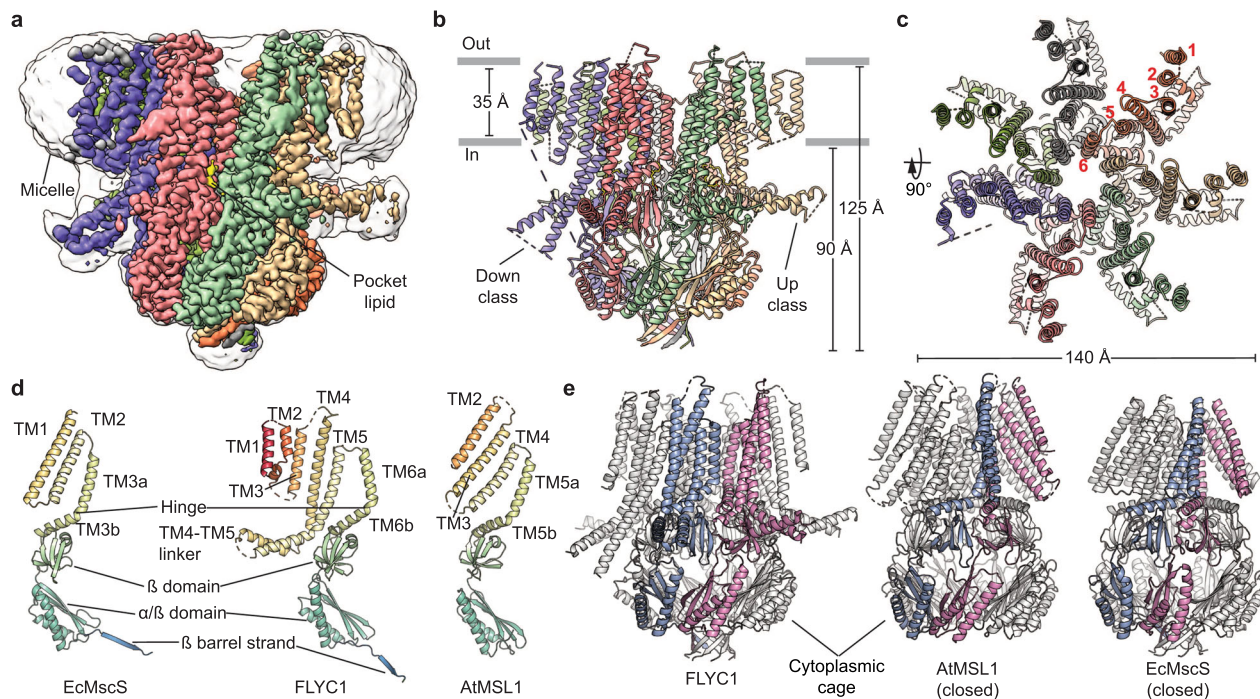 a
Micelle
Pocket
lipid
b
Out
35 Å
In
Down
class
Up
class
90 Å
125 Å
c
1
2
3
4
5
6
90°
140 Å
d
TM1
TM2
TM3a
TM3b
EcMscS
Hinge
ß domain
α/ß domain
ß barrel strand
TM1
TM2
TM3
TM4
TM5
TM6a
TM6b
TM4-TM5
linker
FLYC1
TM2
TM4
TM3
TM5a
TM5b
AtMSL1
e
FLYC1
Cytoplasmic
cage
AtMSL1
(closed)
EcMscS
(closed)